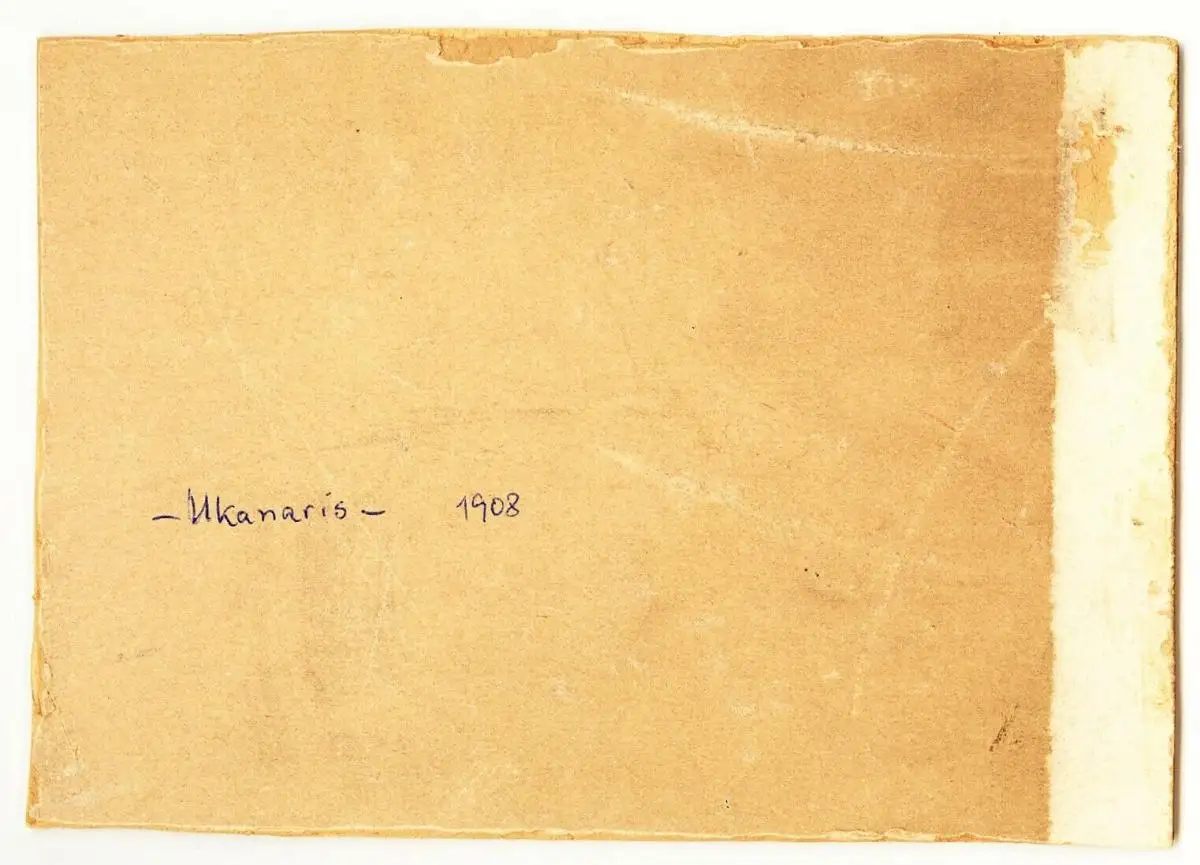 – Ukanaris – 1908